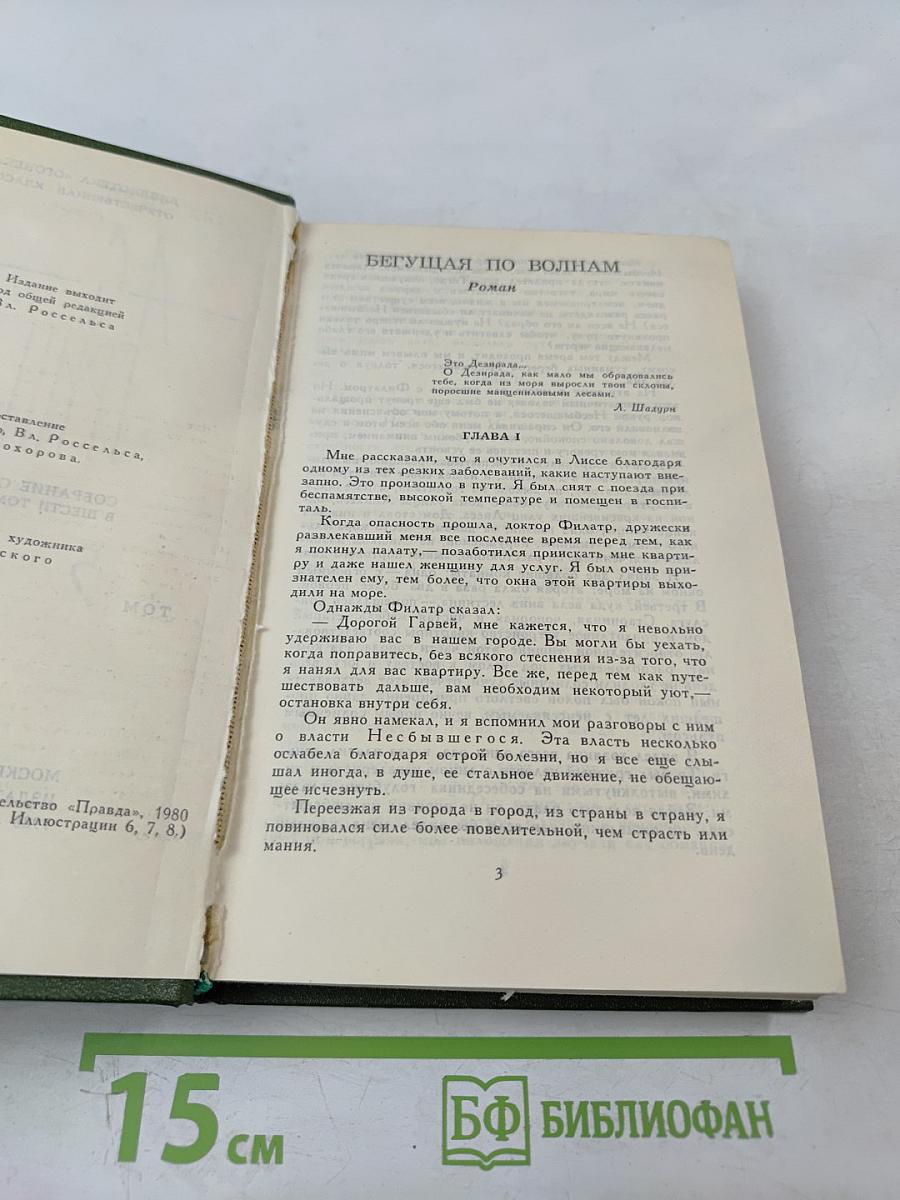 Издание выходит
под общей редакцией
Вл. Россельса
Вл. Россельса,
охорова.
художника
ского
ельство «Правда», 1980
Иллюстрации 6, 7, 8.)
БЕГУЩАЯ ПО ВОЛНАМ
Роман
Это Дезирада...
О Дезирада, как мало мы обрадовались
тебе, когда из моря выросли твои склоны,
поросшие манцениловыми лесами.
Л. Шадурн
ГЛАВА I
Мне рассказали, что я очутился в Лиссе благодаря
одному из тех резких заболеваний, какие наступают вне-
запно. Это произошло в пути. Я был снят с поезда при
беспамятстве, высокой температуре и помещен в госпи-
таль.
Когда опасность прошла, доктор Филатр, дружески
развлекавший меня все последнее время перед тем, как
я покинул палату,— позаботился приискать мне кварти-
ру и даже нашел женщину для услуг. Я был очень при-
знателен ему, тем более, что окна этой квартиры выхо-
дили на море.
Однажды Филатр сказал:
— Дорогой Гарвей, мне кажется, что я невольно
удерживаю вас в нашем городе. Вы могли бы уехать,
когда поправитесь, без всякого стеснения из-за того, что
я нанял для вас квартиру. Все же, перед тем как путе-
шествовать дальше, вам необходим некоторый уют,—
остановка внутри себя.
Он явно намекал, и я вспомнил мои разговоры с ним
о власти Несбывшегося. Эта власть несколько
ослабела благодаря острой болезни, но я все еще слы-
шал иногда, в душе, ее стальное движение, не обещаю-
щее исчезнуть.
Переезжая из города в город, из страны в страну, я
повиновался силе более повелительной, чем страсть или
мания.
3
15 см
БФ БИБЛИОФАН